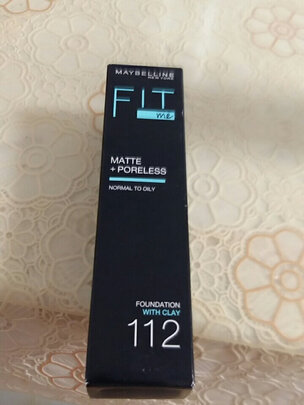 MAYBELLINE
NEW YORK
FIT
me
MATTE
+ PORELESS
NORMAL TO OILY
FOUNDATION
WITH CLAY
112